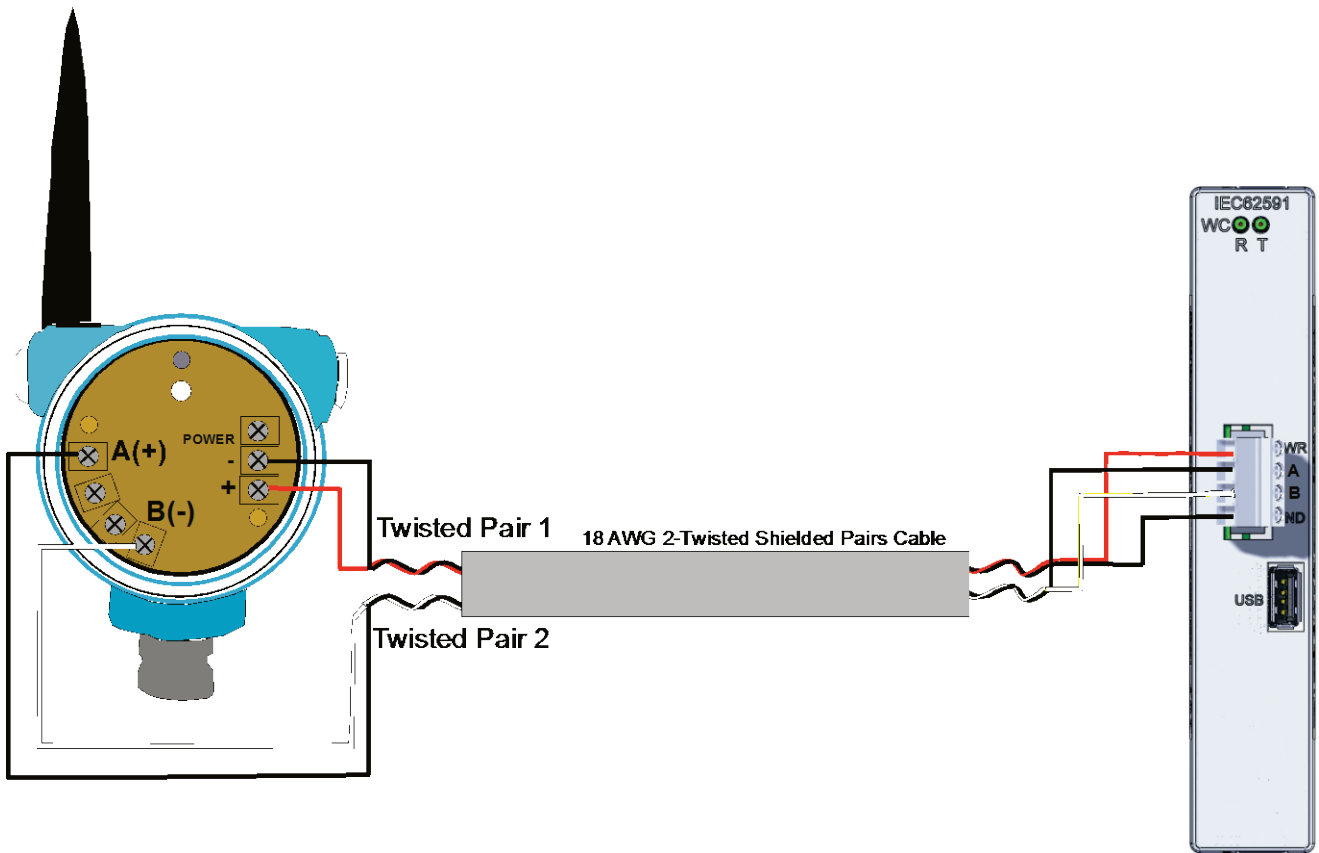 IEC62591
WC
R T
POWER
A(+)
-
+
B(-)
WR
A
B
ND
Twisted Pair 1
18 AWG 2-Twisted Shielded Pairs Cable
Twisted Pair 2
USB